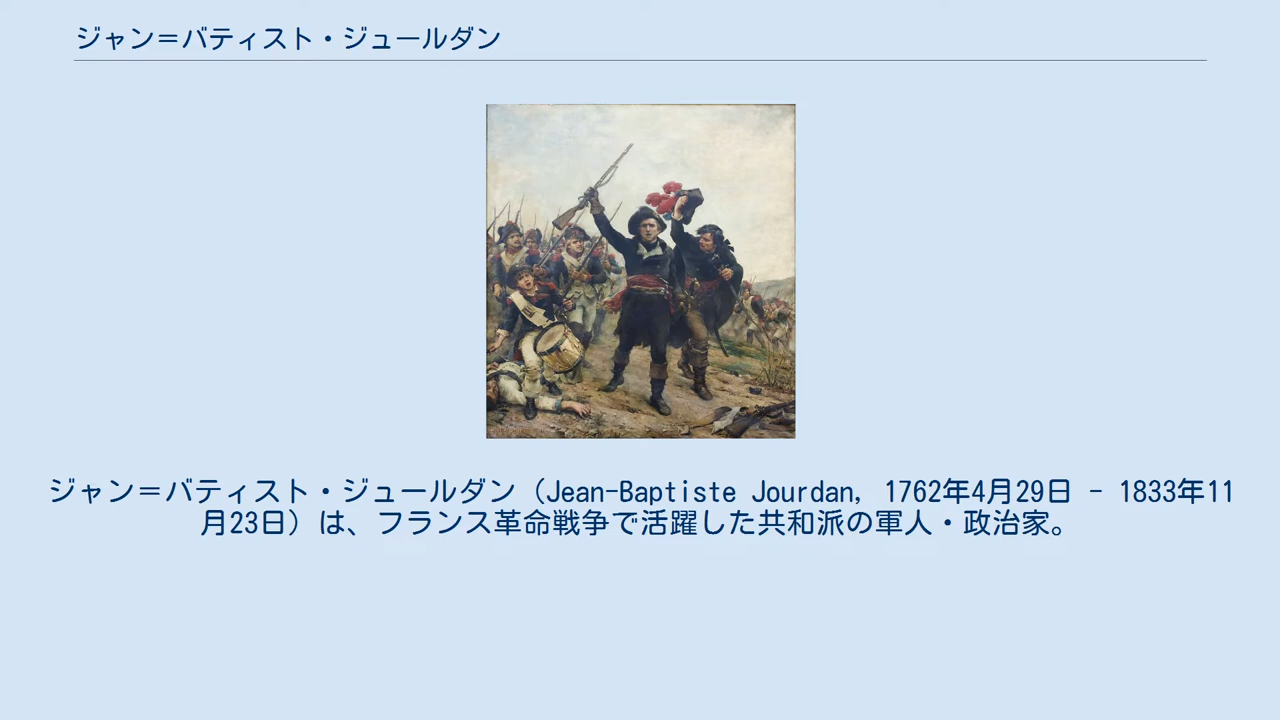 ジャン＝バティスト・ジュールダン
ジャン＝バティスト・ジュールダン（Jean-Baptiste Jourdan, 1762年4月29日 - 1833年11
月23日）は、フランス革命戦争で活躍した共和派の軍人・政治家。